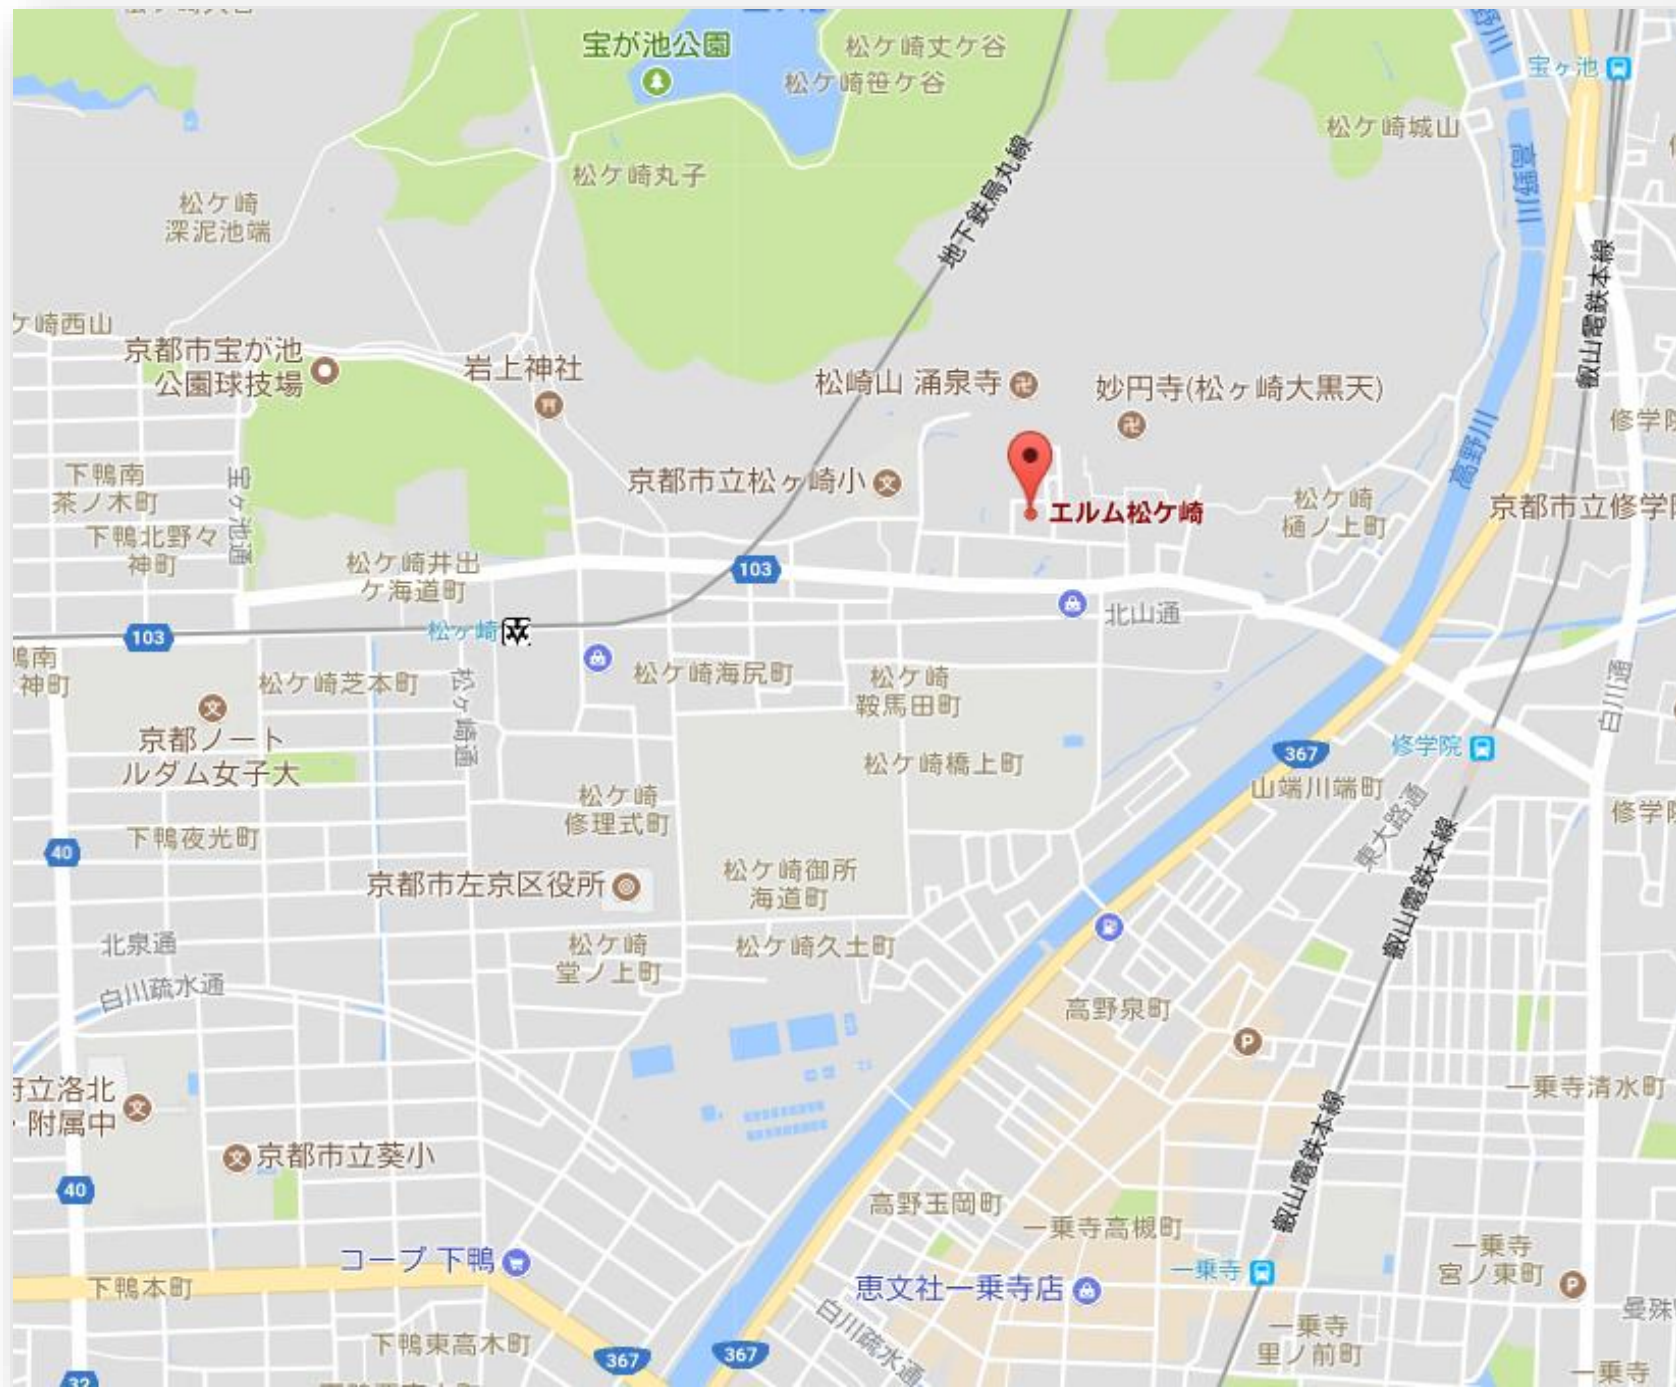 宝が池公園
松ケ崎丈ケ谷
松ケ崎笹ケ谷
宝ヶ池
高野川
松ケ崎城山
松ケ崎丸子
地下鉄烏丸線
松ケ崎
深泥池端
叡山電鉄本線
ケ崎西山
京都市宝が池
公園球技場
岩上神社
松崎山 涌泉寺
妙円寺(松ヶ崎大黒天)
下鴨南
茶ノ木町
宝ヶ池通
京都市立松ヶ崎小
エルム松ケ崎
松ケ崎
樋ノ上町
高野川
京都市立修学
下鴨北野々
神町
松ケ崎井出
ケ海道町
103
103
松ヶ崎
北山通
神町
松ケ崎芝本町
松ヶ崎通
松ケ崎海尻町
松ケ崎
鞍馬田町
白川通
京都ノート
ルダム女子大
松ケ崎橋上町
367
修学院
山端川端町
東大路通
松ケ崎
修理式町
下鴨夜光町
40
叡山電鉄本線
松ケ崎御所
海道町
京都市左京区役所
北泉通
松ケ崎
堂ノ上町
松ケ崎久土町
白川疏水通
高野泉町
立洛北
・附属中
一乗寺清水町
京都市立葵小
叡山電鉄本線
40
高野玉岡町
一乗寺高槻町
コープ 下鴨
一乗寺
一乗寺
宮ノ東町
下鴨本町
恵文社一乗寺店
白川疏水通
下鴨東高木町
367
367
一乗寺
里ノ前町
一乗寺
32